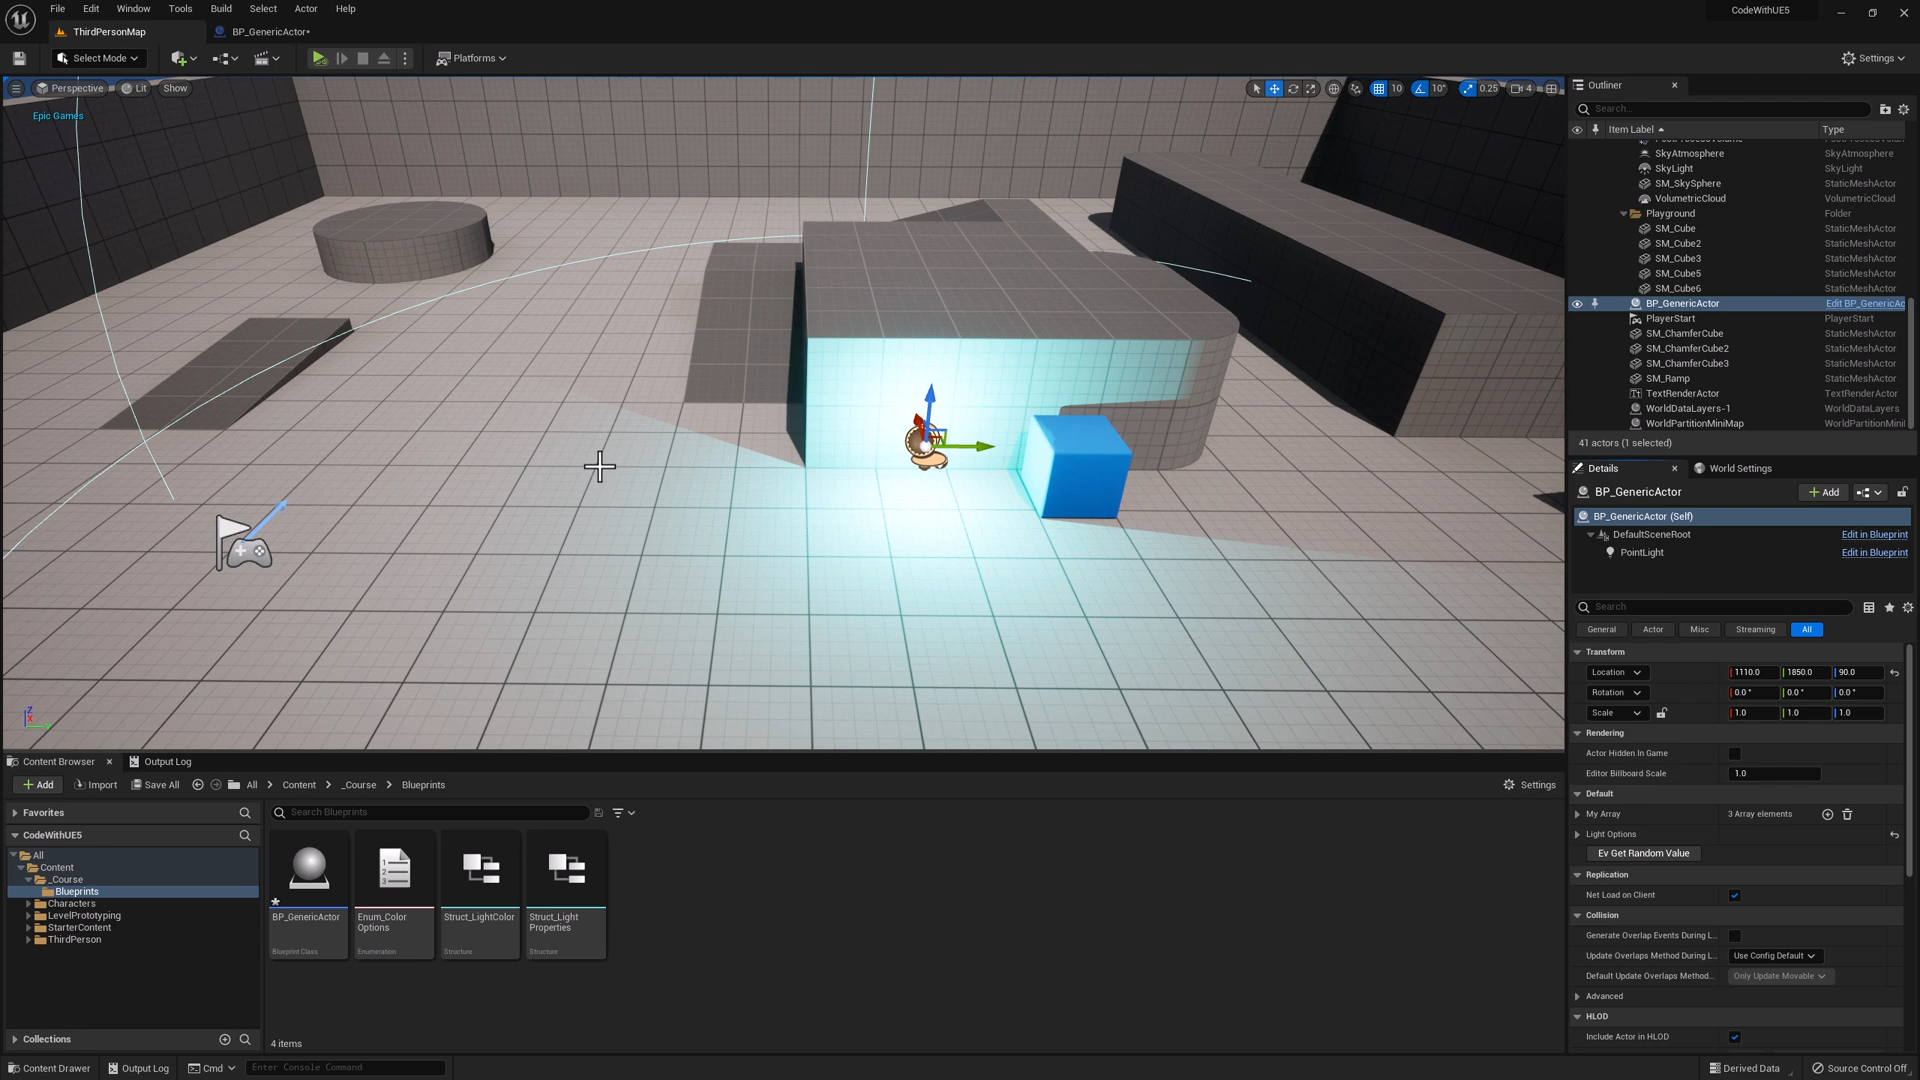 File Edit Window Tools Build Select Actor Help
CodeWithUE5
ThirdPersonMap
BP_GenericActor*
Select Mode
Platforms
Settings
Perspective Lit Show
10 10° 0.25 4
Epic Games
Outliner
Search...
Item Label Type
SkyAtmosphere SkyAtmosphere
SkyLight SkyLight
SM_SkySphere StaticMeshActor
VolumetricCloud VolumetricCloud
Playground Folder
SM_Cube StaticMeshActor
SM_Cube2 StaticMeshActor
SM_Cube3 StaticMeshActor
SM_Cube5 StaticMeshActor
SM_Cube6 StaticMeshActor
BP_GenericActor Edit BP_GenericAc
PlayerStart PlayerStart
SM_ChamferCube StaticMeshActor
SM_ChamferCube2 StaticMeshActor
SM_ChamferCube3 StaticMeshActor
SM_Ramp StaticMeshActor
TextRenderActor TextRenderActor
WorldDataLayers-1 WorldDataLayers
WorldPartitionMiniMap WorldPartitionMini
41 actors (1 selected)
Details
World Settings
BP_GenericActor
Add
BP_GenericActor (Self)
DefaultSceneRoot Edit in Blueprint
PointLight Edit in Blueprint
Search
General Actor Misc Streaming All
Transform
Location 1110.0 1850.0 90.0
Rotation 0.0° 0.0° 0.0°
Scale 1.0 1.0 1.0
Rendering
Actor Hidden In Game
Editor Billboard Scale 1.0
Default
My Array 3 Array elements
Light Options
Ev Get Random Value
Replication
Net Load on Client
Collision
Generate Overlap Events During L...
Update Overlaps Method During L... Use Config Default
Default Update Overlaps Method... Only Update Movable
Advanced
HLOD
Include Actor in HLOD
Z
X
Content Browser
Output Log
Add Import Save All All Content _Course Blueprints Settings
Favorites
CodeWithUE5
All
Content
_Course
Blueprints
Characters
LevelPrototyping
StarterContent
ThirdPerson
Collections
Search Blueprints
BP_GenericActor
Blueprint Class
Enum_Color
Options
Enumeration
Struct_LightColor
Structure
Struct_Light
Properties
Structure
4 items
Content Drawer Output Log Cmd Enter Console Command Derived Data Source Control Off